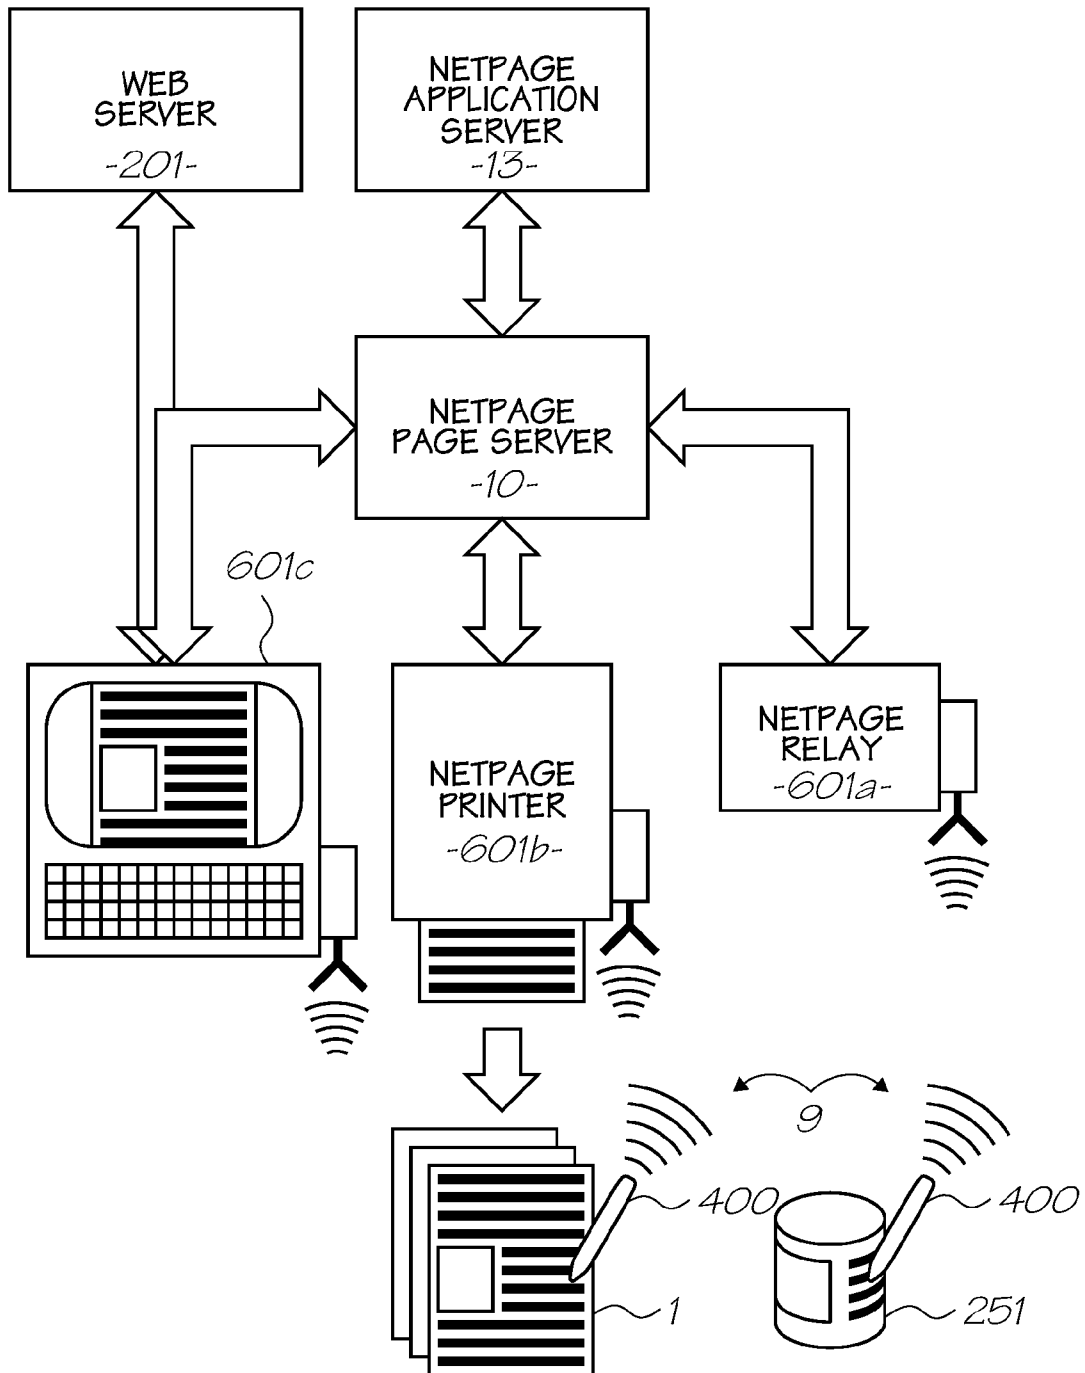 WEB
SERVER
-201-
NETPAGE
APPLICATION
SERVER
-13-
NETPAGE
PAGE SERVER
-10-
601c
NETPAGE
PRINTER
-601b-
NETPAGE
RELAY
-601a-
9
400
400
1
251